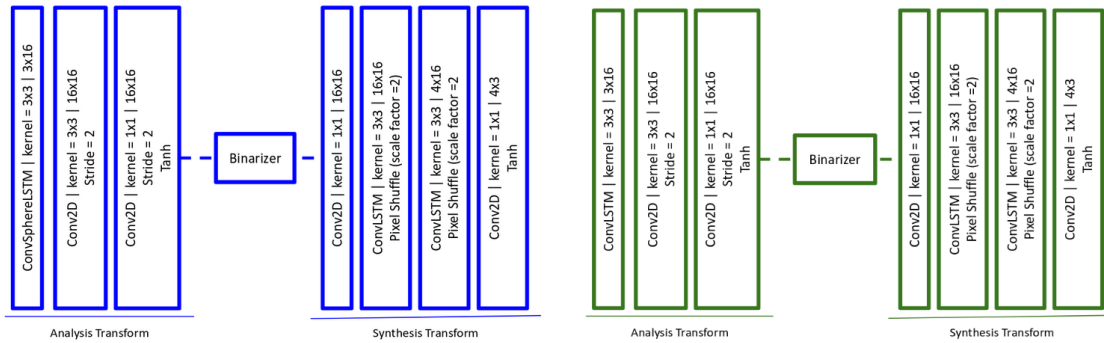 ConvSphereLSTM | kernel = 3x3 | 3x16
Conv2D | kernel = 3x3 | 16x16
Stride = 2
Conv2D | kernel = 1x1 | 16x16
Stride = 2
Tanh
Analysis Transform
Binarizer
Conv2D | kernel = 1x1 | 16x16
ConvLSTM | kernel = 3x3 | 16x16
Pixel Shuffle (scale factor =2)
ConvLSTM | kernel = 3x3 | 4x16
Pixel Shuffle (scale factor =2
Conv2D | kernel = 1x1 | 4x3
Tanh
Synthesis Transform
ConvLSTM | kernel = 3x3 | 3x16
Conv2D | kernel = 3x3 | 16x16
Stride = 2
Conv2D | kernel = 1x1 | 16x16
Stride = 2
Tanh
Analysis Transform
Binarizer
Conv2D | kernel = 1x1 | 16x16
ConvLSTM | kernel = 3x3 | 16x16
Pixel Shuffle (scale factor =2)
ConvLSTM | kernel = 3x3 | 4x16
Pixel Shuffle (scale factor =2
Conv2D | kernel = 1x1 | 4x3
Tanh
Synthesis Transform